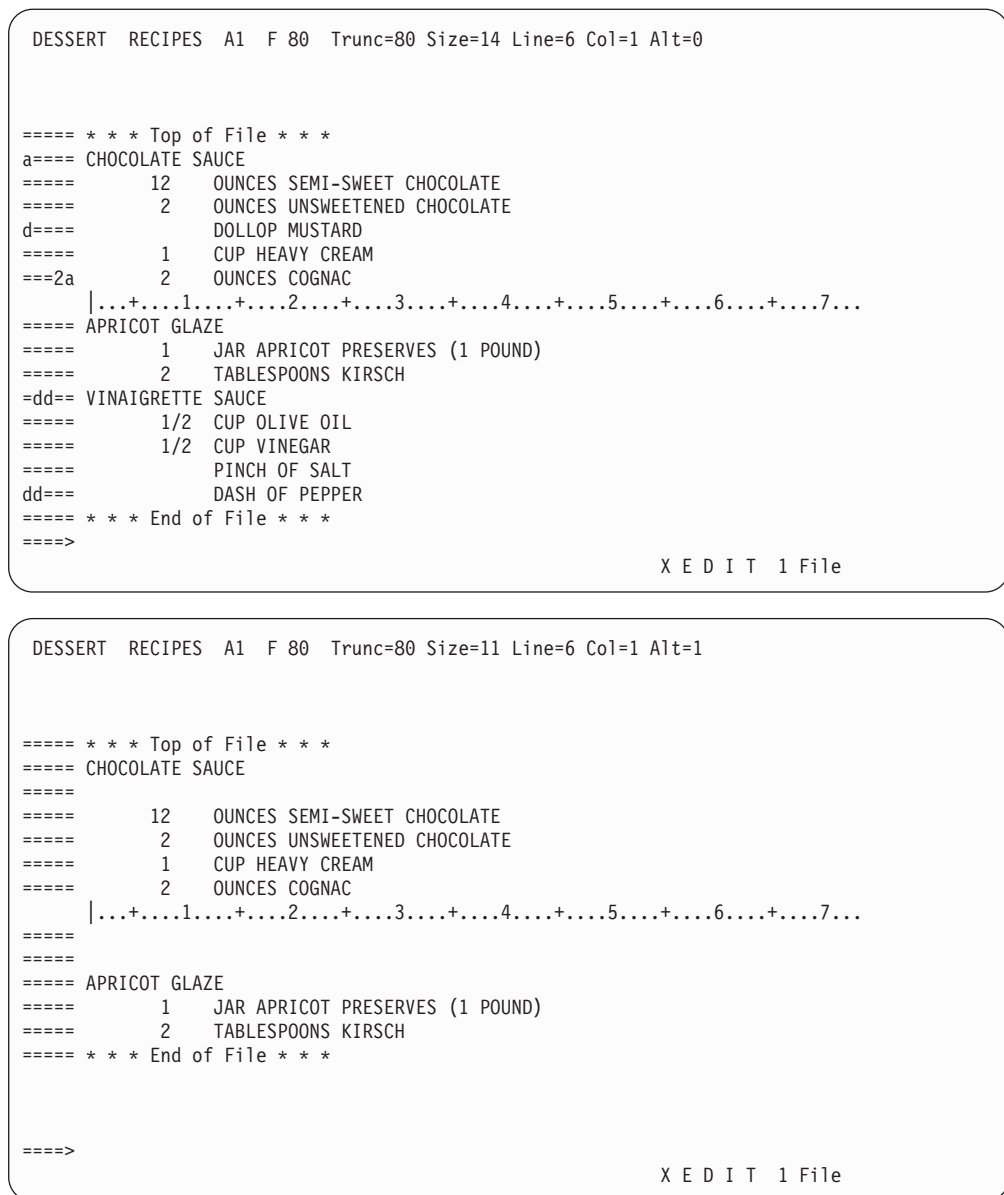 DESSERT  RECIPES  A1  F 80  Trunc=80 Size=14 Line=6 Col=1 Alt=0
===== * * * Top of File * * *
a==== CHOCOLATE SAUCE
=====       12    OUNCES SEMI-SWEET CHOCOLATE
=====        2    OUNCES UNSWEETENED CHOCOLATE
d====             DOLLOP MUSTARD
=====        1    CUP HEAVY CREAM
===2a        2    OUNCES COGNAC
      |...+....1....+....2....+....3....+....4....+....5....+....6....+....7...
===== APRICOT GLAZE
=====        1    JAR APRICOT PRESERVES (1 POUND)
=====        2    TABLESPOONS KIRSCH
=dd== VINAIGRETTE SAUCE
=====        1/2  CUP OLIVE OIL
=====        1/2  CUP VINEGAR
=====             PINCH OF SALT
dd===             DASH OF PEPPER
===== * * * End of File * * *
====>
X E D I T  1 File
DESSERT  RECIPES  A1  F 80  Trunc=80 Size=11 Line=6 Col=1 Alt=1
===== * * * Top of File * * *
===== CHOCOLATE SAUCE
=====
=====       12    OUNCES SEMI-SWEET CHOCOLATE
=====        2    OUNCES UNSWEETENED CHOCOLATE
=====        1    CUP HEAVY CREAM
=====        2    OUNCES COGNAC
      |...+....1....+....2....+....3....+....4....+....5....+....6....+....7...
=====
=====
===== APRICOT GLAZE
=====        1    JAR APRICOT PRESERVES (1 POUND)
=====        2    TABLESPOONS KIRSCH
===== * * * End of File * * *
====>
X E D I T  1 File